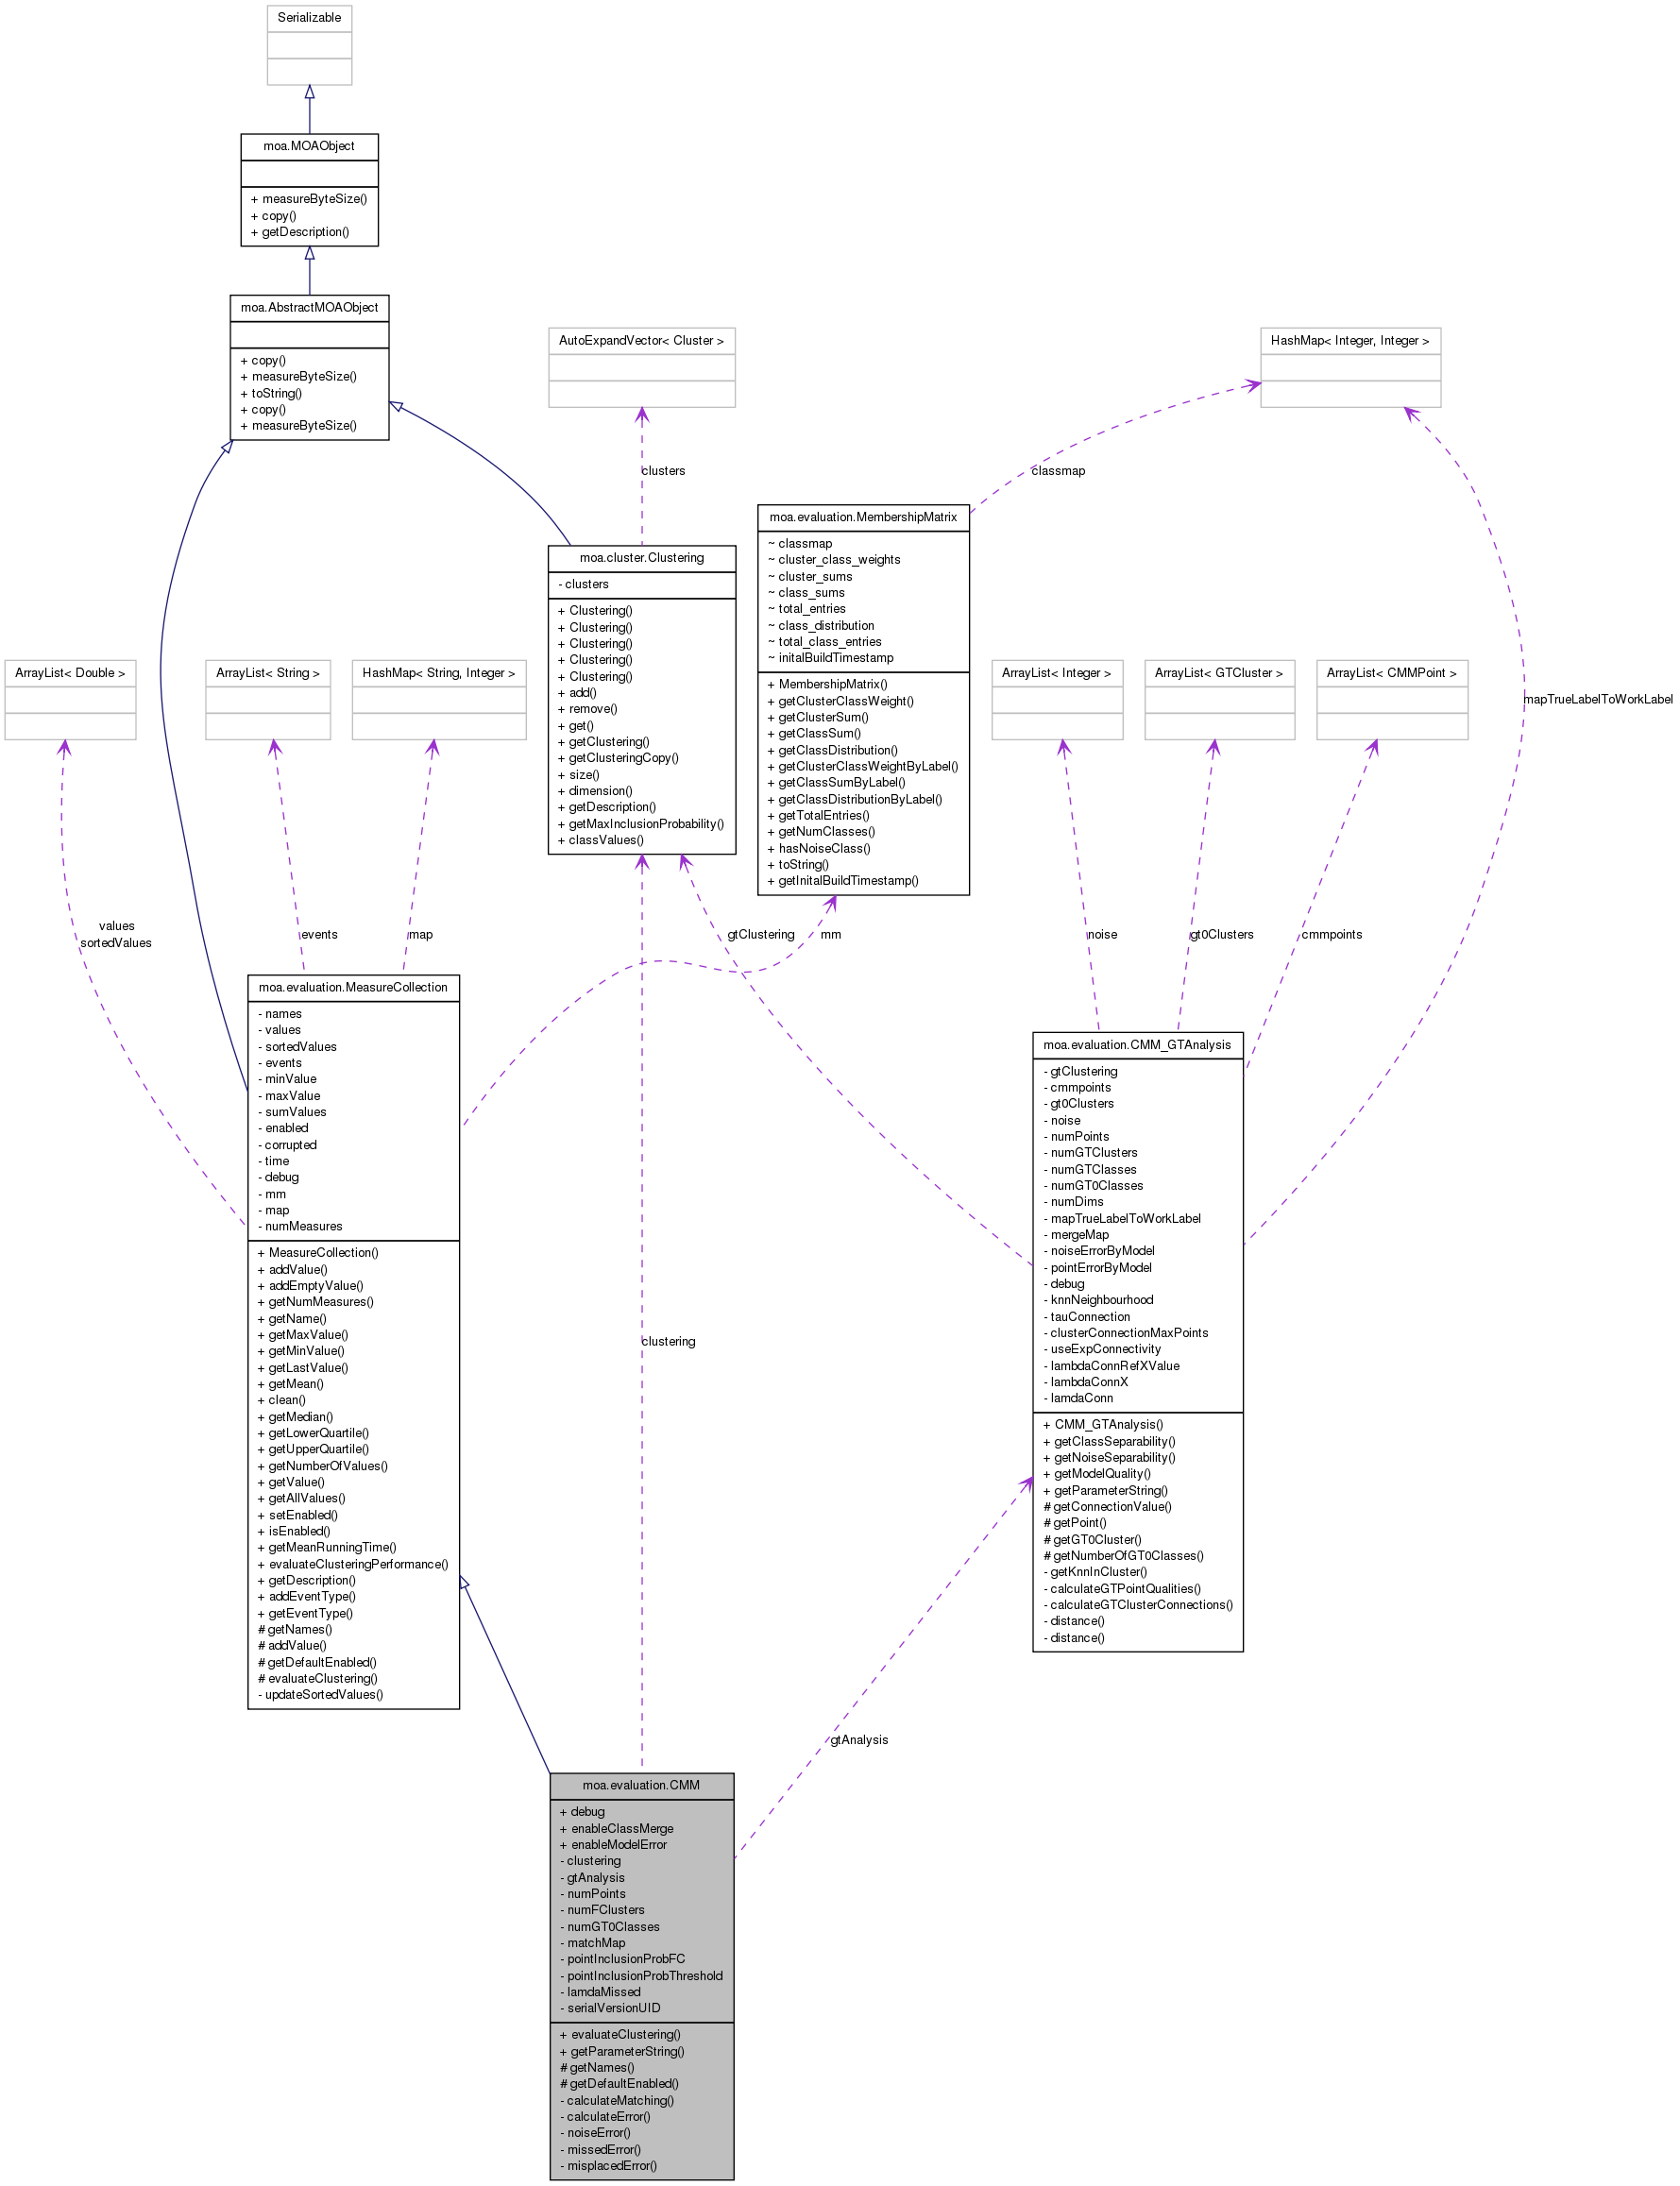 Serializable
moa.MOAObject
+ measureByteSize()
+ copy()
+ getDescription()
moa.AbstractMOAObject
+ copy()
+ measureByteSize()
+ toString()
+ copy()
+ measureByteSize()
AutoExpandVector< Cluster >
HashMap< Integer, Integer >
clusters
classmap
moa.cluster.Clustering
- clusters
+ Clustering()
+ Clustering()
+ Clustering()
+ Clustering()
+ Clustering()
+ add()
+ remove()
+ get()
+ getClustering()
+ getClusteringCopy()
+ size()
+ dimension()
+ getDescription()
+ getMaxInclusionProbability()
+ classValues()
moa.evaluation.MembershipMatrix
~ classmap
~ cluster_class_weights
~ cluster_sums
~ class_sums
~ total_entries
~ class_distribution
~ total_class_entries
~ initalBuildTimestamp
+ MembershipMatrix()
+ getClusterClassWeight()
+ getClusterSum()
+ getClassSum()
+ getClassDistribution()
+ getClusterClassWeightByLabel()
+ getClassSumByLabel()
+ getClassDistributionByLabel()
+ getTotalEntries()
+ getNumClasses()
+ hasNoiseClass()
+ toString()
+ getInitalBuildTimestamp()
ArrayList< Double >
ArrayList< String >
HashMap< String, Integer >
ArrayList< Integer >
ArrayList< GTCluster >
ArrayList< CMMPoint >
mapTrueLabelToWorkLabel
values
sortedValues
events
map
gtClustering
mm
noise
gt0Clusters
cmmpoints
moa.evaluation.MeasureCollection
- names
- values
- sortedValues
- events
- minValue
- maxValue
- sumValues
- enabled
- corrupted
- time
- debug
- mm
- map
- numMeasures
+ MeasureCollection()
+ addValue()
+ addEmptyValue()
+ getNumMeasures()
+ getName()
+ getMaxValue()
+ getMinValue()
+ getLastValue()
+ getMean()
+ clean()
+ getMedian()
+ getLowerQuartile()
+ getUpperQuartile()
+ getNumberOfValues()
+ getValue()
+ getAllValues()
+ setEnabled()
+ isEnabled()
+ getMeanRunningTime()
+ evaluateClusteringPerformance()
+ getDescription()
+ addEventType()
+ getEventType()
# getNames()
# addValue()
# getDefaultEnabled()
# evaluateClustering()
- updateSortedValues()
moa.evaluation.CMM_GTAnalysis
- gtClustering
- cmmpoints
- gt0Clusters
- noise
- numPoints
- numGTClusters
- numGTClasses
- numGT0Classes
- numDims
- mapTrueLabelToWorkLabel
- mergeMap
- noiseErrorByModel
- pointErrorByModel
- debug
- knnNeighbourhood
- tauConnection
- clusterConnectionMaxPoints
- useExpConnectivity
- lambdaConnRefXValue
- lambdaConnX
- lamdaConn
+ CMM_GTAnalysis()
+ getClassSeparability()
+ getNoiseSeparability()
+ getModelQuality()
+ getParameterString()
# getConnectionValue()
# getPoint()
# getGT0Cluster()
# getNumberOfGT0Classes()
- getKnnInCluster()
- calculateGTPointQualities()
- calculateGTClusterConnections()
- distance()
- distance()
clustering
gtAnalysis
moa.evaluation.CMM
+ debug
+ enableClassMerge
+ enableModelError
- clustering
- gtAnalysis
- numPoints
- numFClusters
- numGT0Classes
- matchMap
- pointInclusionProbFC
- pointInclusionProbThreshold
- lamdaMissed
- serialVersionUID
+ evaluateClustering()
+ getParameterString()
# getNames()
# getDefaultEnabled()
- calculateMatching()
- calculateError()
- noiseError()
- missedError()
- misplacedError()